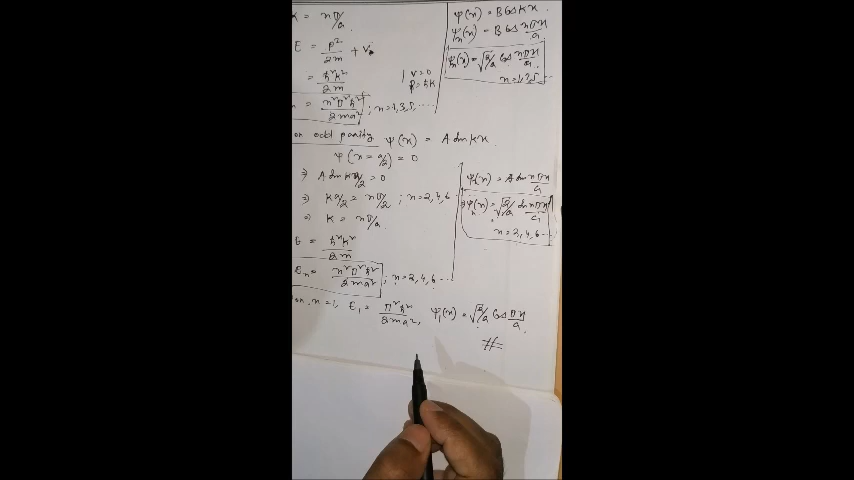 K = nπ/a
E = p²/2m + V
= ħ²k²/2m | V=0
p=ħk
n = n²π²ħ²/2ma² ; n=1,3,5, ....
ψ(x) = B Cos Kx.
ψn(x) = B Cos nπx/a
ψn(x) = √2/a Cos nπx/a.
n=1,3,5 ...
on odd parity ψ(x) = A Sin Kx
ψ(x = a/2) = 0
⇒ A Sin Ka/2 = 0
⇒ Ka/2 = nπ/2 ; n=2,4,6
⇒ K = nπ/a
E = ħ²k²/2m
En = n²π²ħ²/2ma² ; n=2,4,6 ...
ψn(x) = A Sin nπx/a
⇒ ψn(x) = √2/a Sin nπx/a
n=2,4,6 ...
n=1, E₁ = π²ħ²/2ma², ψ₁(x) = √2/a Cos πx/a.